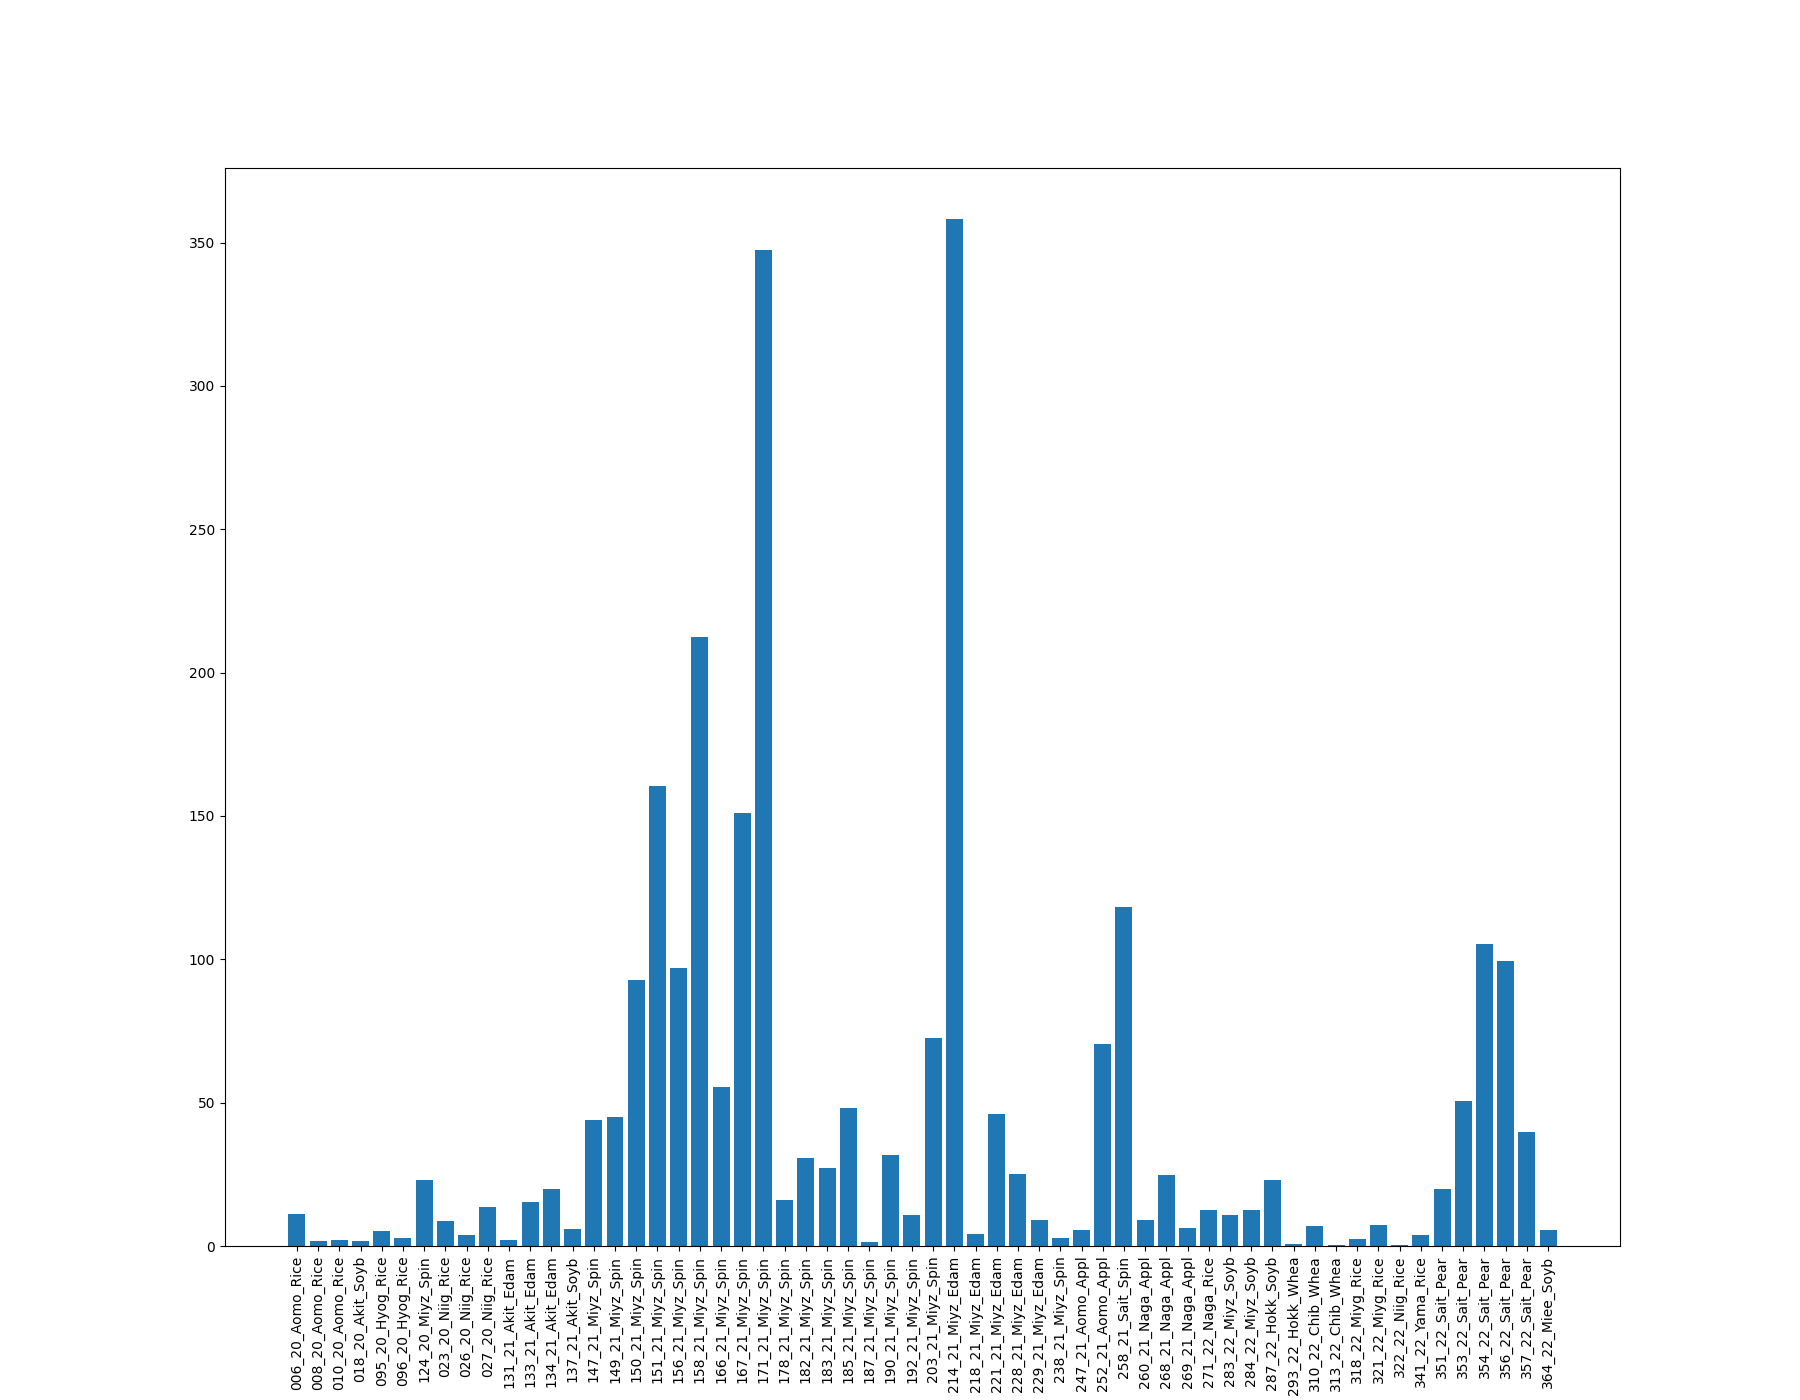 350
300
250
200
150
100
50
0
006_20_Aomo_Rice
008_20_Aomo_Rice
010_20_Aomo_Rice
018_20_Akit_Soyb
095_20_Hyog_Rice
096_20_Hyog_Rice
124_20_Miyz_Spin
023_20_Niig_Rice
026_20_Niig_Rice
027_20_Niig_Rice
131_21_Akit_Edam
133_21_Akit_Edam
134_21_Akit_Edam
137_21_Akit_Soyb
147_21_Miyz_Spin
149_21_Miyz_Spin
150_21_Miyz_Spin
151_21_Miyz_Spin
156_21_Miyz_Spin
158_21_Miyz_Spin
166_21_Miyz_Spin
167_21_Miyz_Spin
171_21_Miyz_Spin
178_21_Miyz_Spin
182_21_Miyz_Spin
183_21_Miyz_Spin
185_21_Miyz_Spin
187_21_Miyz_Spin
190_21_Miyz_Spin
192_21_Miyz_Spin
203_21_Miyz_Spin
214_21_Miyz_Edam
218_21_Miyz_Edam
221_21_Miyz_Edam
228_21_Miyz_Edam
229_21_Miyz_Edam
238_21_Miyz_Spin
247_21_Aomo_Appl
252_21_Aomo_Appl
258_21_Sait_Spin
260_21_Naga_Appl
268_21_Naga_Appl
269_21_Naga_Appl
271_22_Naga_Rice
283_22_Miyz_Soyb
284_22_Miyz_Soyb
287_22_Hokk_Soyb
293_22_Hokk_Whea
310_22_Chib_Whea
313_22_Chib_Whea
318_22_Miyg_Rice
321_22_Miyg_Rice
322_22_Niig_Rice
341_22_Yama_Rice
351_22_Sait_Pear
353_22_Sait_Pear
354_22_Sait_Pear
356_22_Sait_Pear
357_22_Sait_Pear
364_22_Miee_Soyb